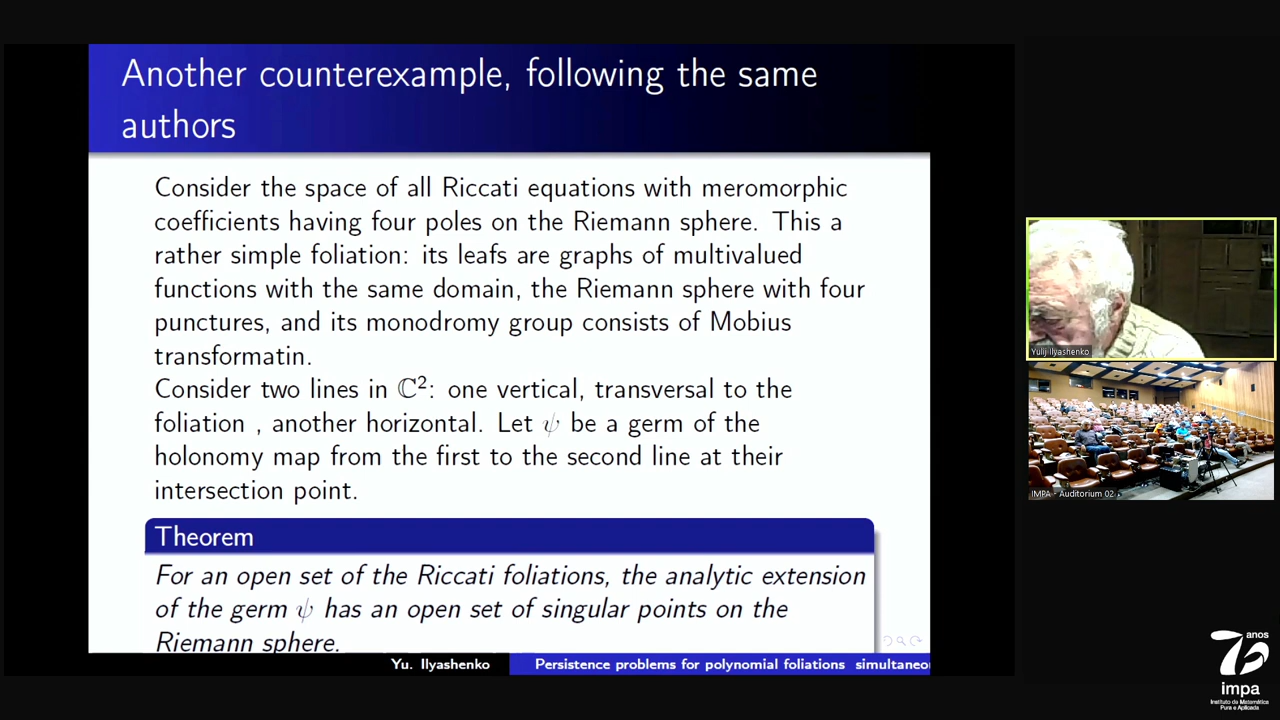 Another counterexample, following the same
authors
Consider the space of all Riccati equations with meromorphic
coefficients having four poles on the Riemann sphere. This a
rather simple foliation: its leafs are graphs of multivalued
functions with the same domain, the Riemann sphere with four
punctures, and its monodromy group consists of Mobius
transformatin.
Consider two lines in ℂ²: one vertical, transversal to the
foliation , another horizontal. Let ψ be a germ of the
holonomy map from the first to the second line at their
intersection point.
Theorem
For an open set of the Riccati foliations, the analytic extension
of the germ ψ has an open set of singular points on the
Riemann sphere.
Yu. Ilyashenko
Persistence problems for polynomial foliations simultaneo
Yulij Ilyashenko
IMPA - Auditorium 02
anos
impa
Instituto de Matemática
Pura e Aplicada